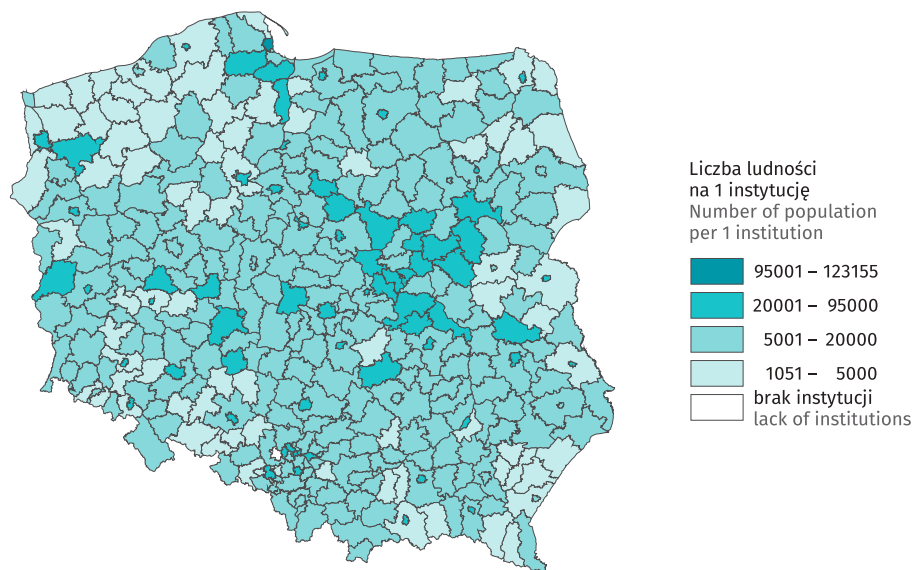 Liczba ludności
na 1 instytucję
Number of population
per 1 institution
95001 – 123155
20001 – 95000
5001 – 20000
1051 – 5000
brak instytucji
lack of institutions